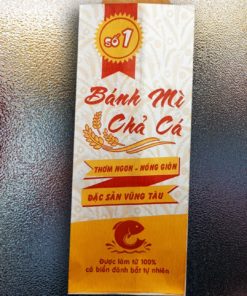 Số 1
Bánh Mì
Chả Cá
THƠM NGON - NÓNG GIÒN
ĐẶC SẢN VŨNG TÀU
Được làm từ 100%
cá biển đánh bắt tự nhiên